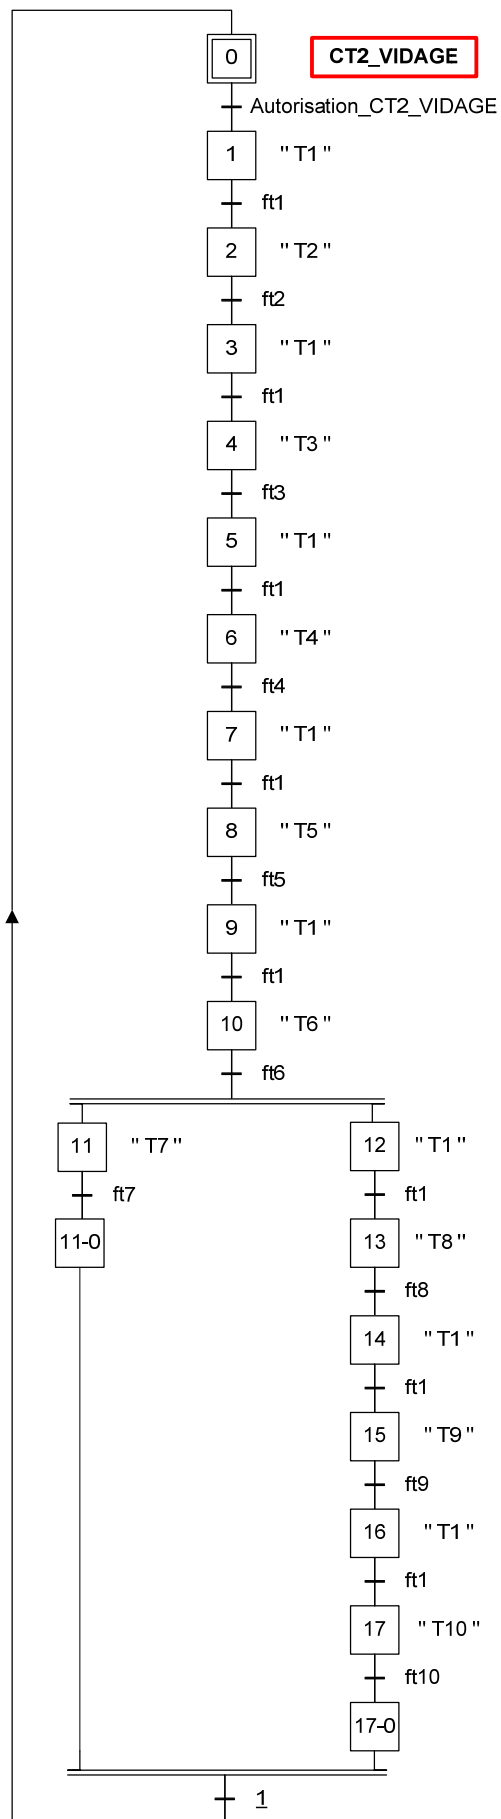 0 CT2_VIDAGE
Autorisation_CT2_VIDAGE
1 "T1"
ft1
2 "T2"
ft2
3 "T1"
ft1
4 "T3"
ft3
5 "T1"
ft1
6 "T4"
ft4
7 "T1"
ft1
8 "T5"
ft5
9 "T1"
ft1
10 "T6"
ft6
11 "T7"
ft7
11-0
12 "T1"
ft1
13 "T8"
ft8
14 "T1"
ft1
15 "T9"
ft9
16 "T1"
ft1
17 "T10"
ft10
17-0
1